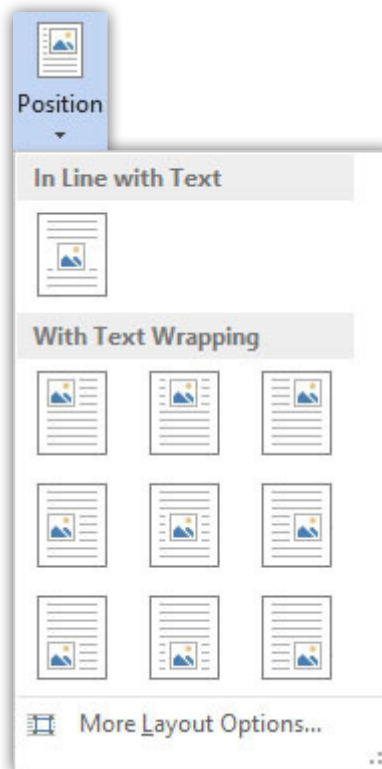 Position
In Line with Text
With Text Wrapping
More Layout Options...